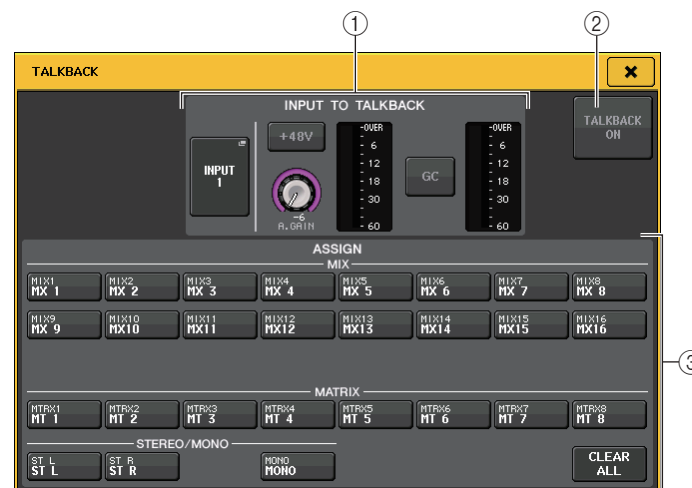 1
2
TALKBACK
INPUT TO TALKBACK
TALKBACK
ON
+48V
INPUT
1
-6
A.GAIN
-OVER
- 6
- 12
- 18
- 30
- 60
GC
-OVER
- 6
- 12
- 18
- 30
- 60
ASSIGN
MIX
MIX1 MIX2 MIX3 MIX4 MIX5 MIX6 MIX7 MIX8
MX 1 MX 2 MX 3 MX 4 MX 5 MX 6 MX 7 MX 8
MIX9 MIX10 MIX11 MIX12 MIX13 MIX14 MIX15 MIX16
MX 9 MX10 MX11 MX12 MX13 MX14 MX15 MX16
3
MATRIX
MTRX1 MTRX2 MTRX3 MTRX4 MTRX5 MTRX6 MTRX7 MTRX8
MT 1 MT 2 MT 3 MT 4 MT 5 MT 6 MT 7 MT 8
STEREO/MONO
ST L ST R MONO
ST L ST R MONO
CLEAR
ALL